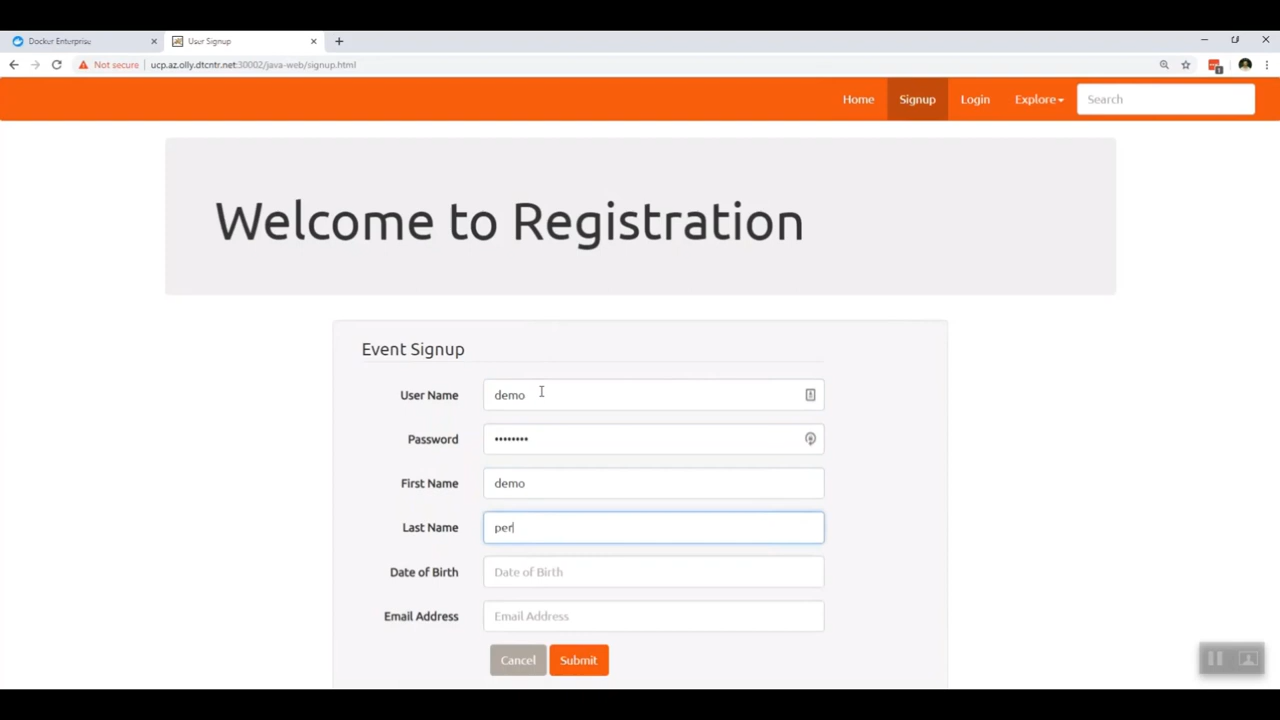 Docker Enterprise
User Signup
Not secure
ucp.az.olly.dtcntr.net:30002/java-web/signup.html
1
Home
Signup
Login
Explore
Search
Welcome to Registration
Event Signup
User Name
demo
Password
••••••••
First Name
demo
Last Name
per
Date of Birth
Date of Birth
Email Address
Email Address
Cancel
Submit